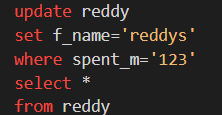 update reddy
set f_name='reddys'
where spent_m='123'
select *
from reddy